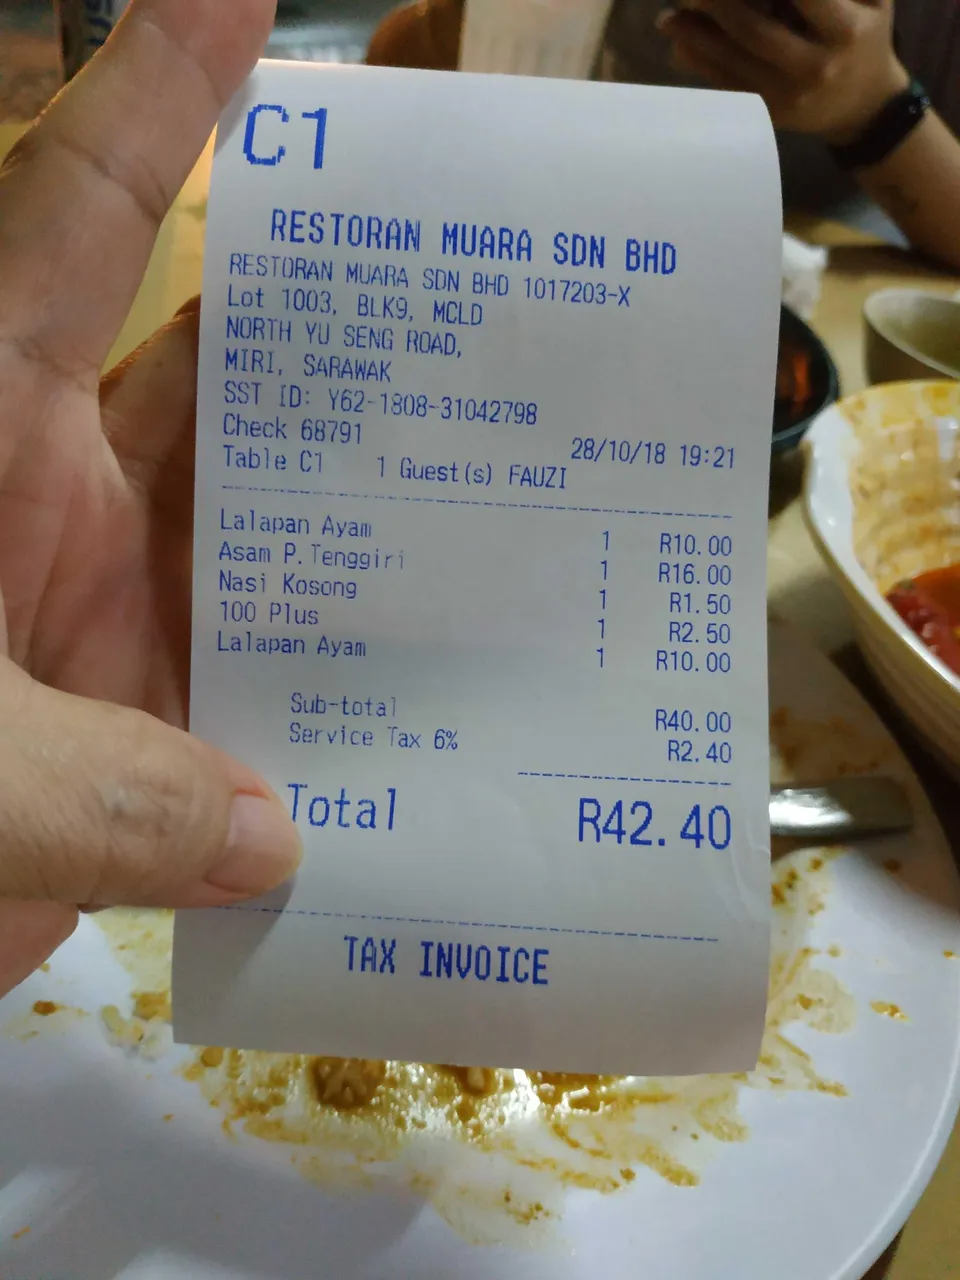 C1
RESTORAN MUARA SDN BHD
RESTORAN MUARA SDN BHD 1017203-X
Lot 1003, BLK9, MCLD
NORTH YU SENG ROAD,
MIRI, SARAWAK
SST ID: Y62-1808-31042798
Check 68791 28/10/18 19:21
Table C1 1 Guest(s) FAUZI
Lalapan Ayam 1 R10.00
Asam P.Tenggiri 1 R16.00
Nasi Kosong 1 R1.50
100 Plus 1 R2.50
Lalapan Ayam 1 R10.00
Sub-total R40.00
Service Tax 6% R2.40
Total R42.40
TAX INVOICE